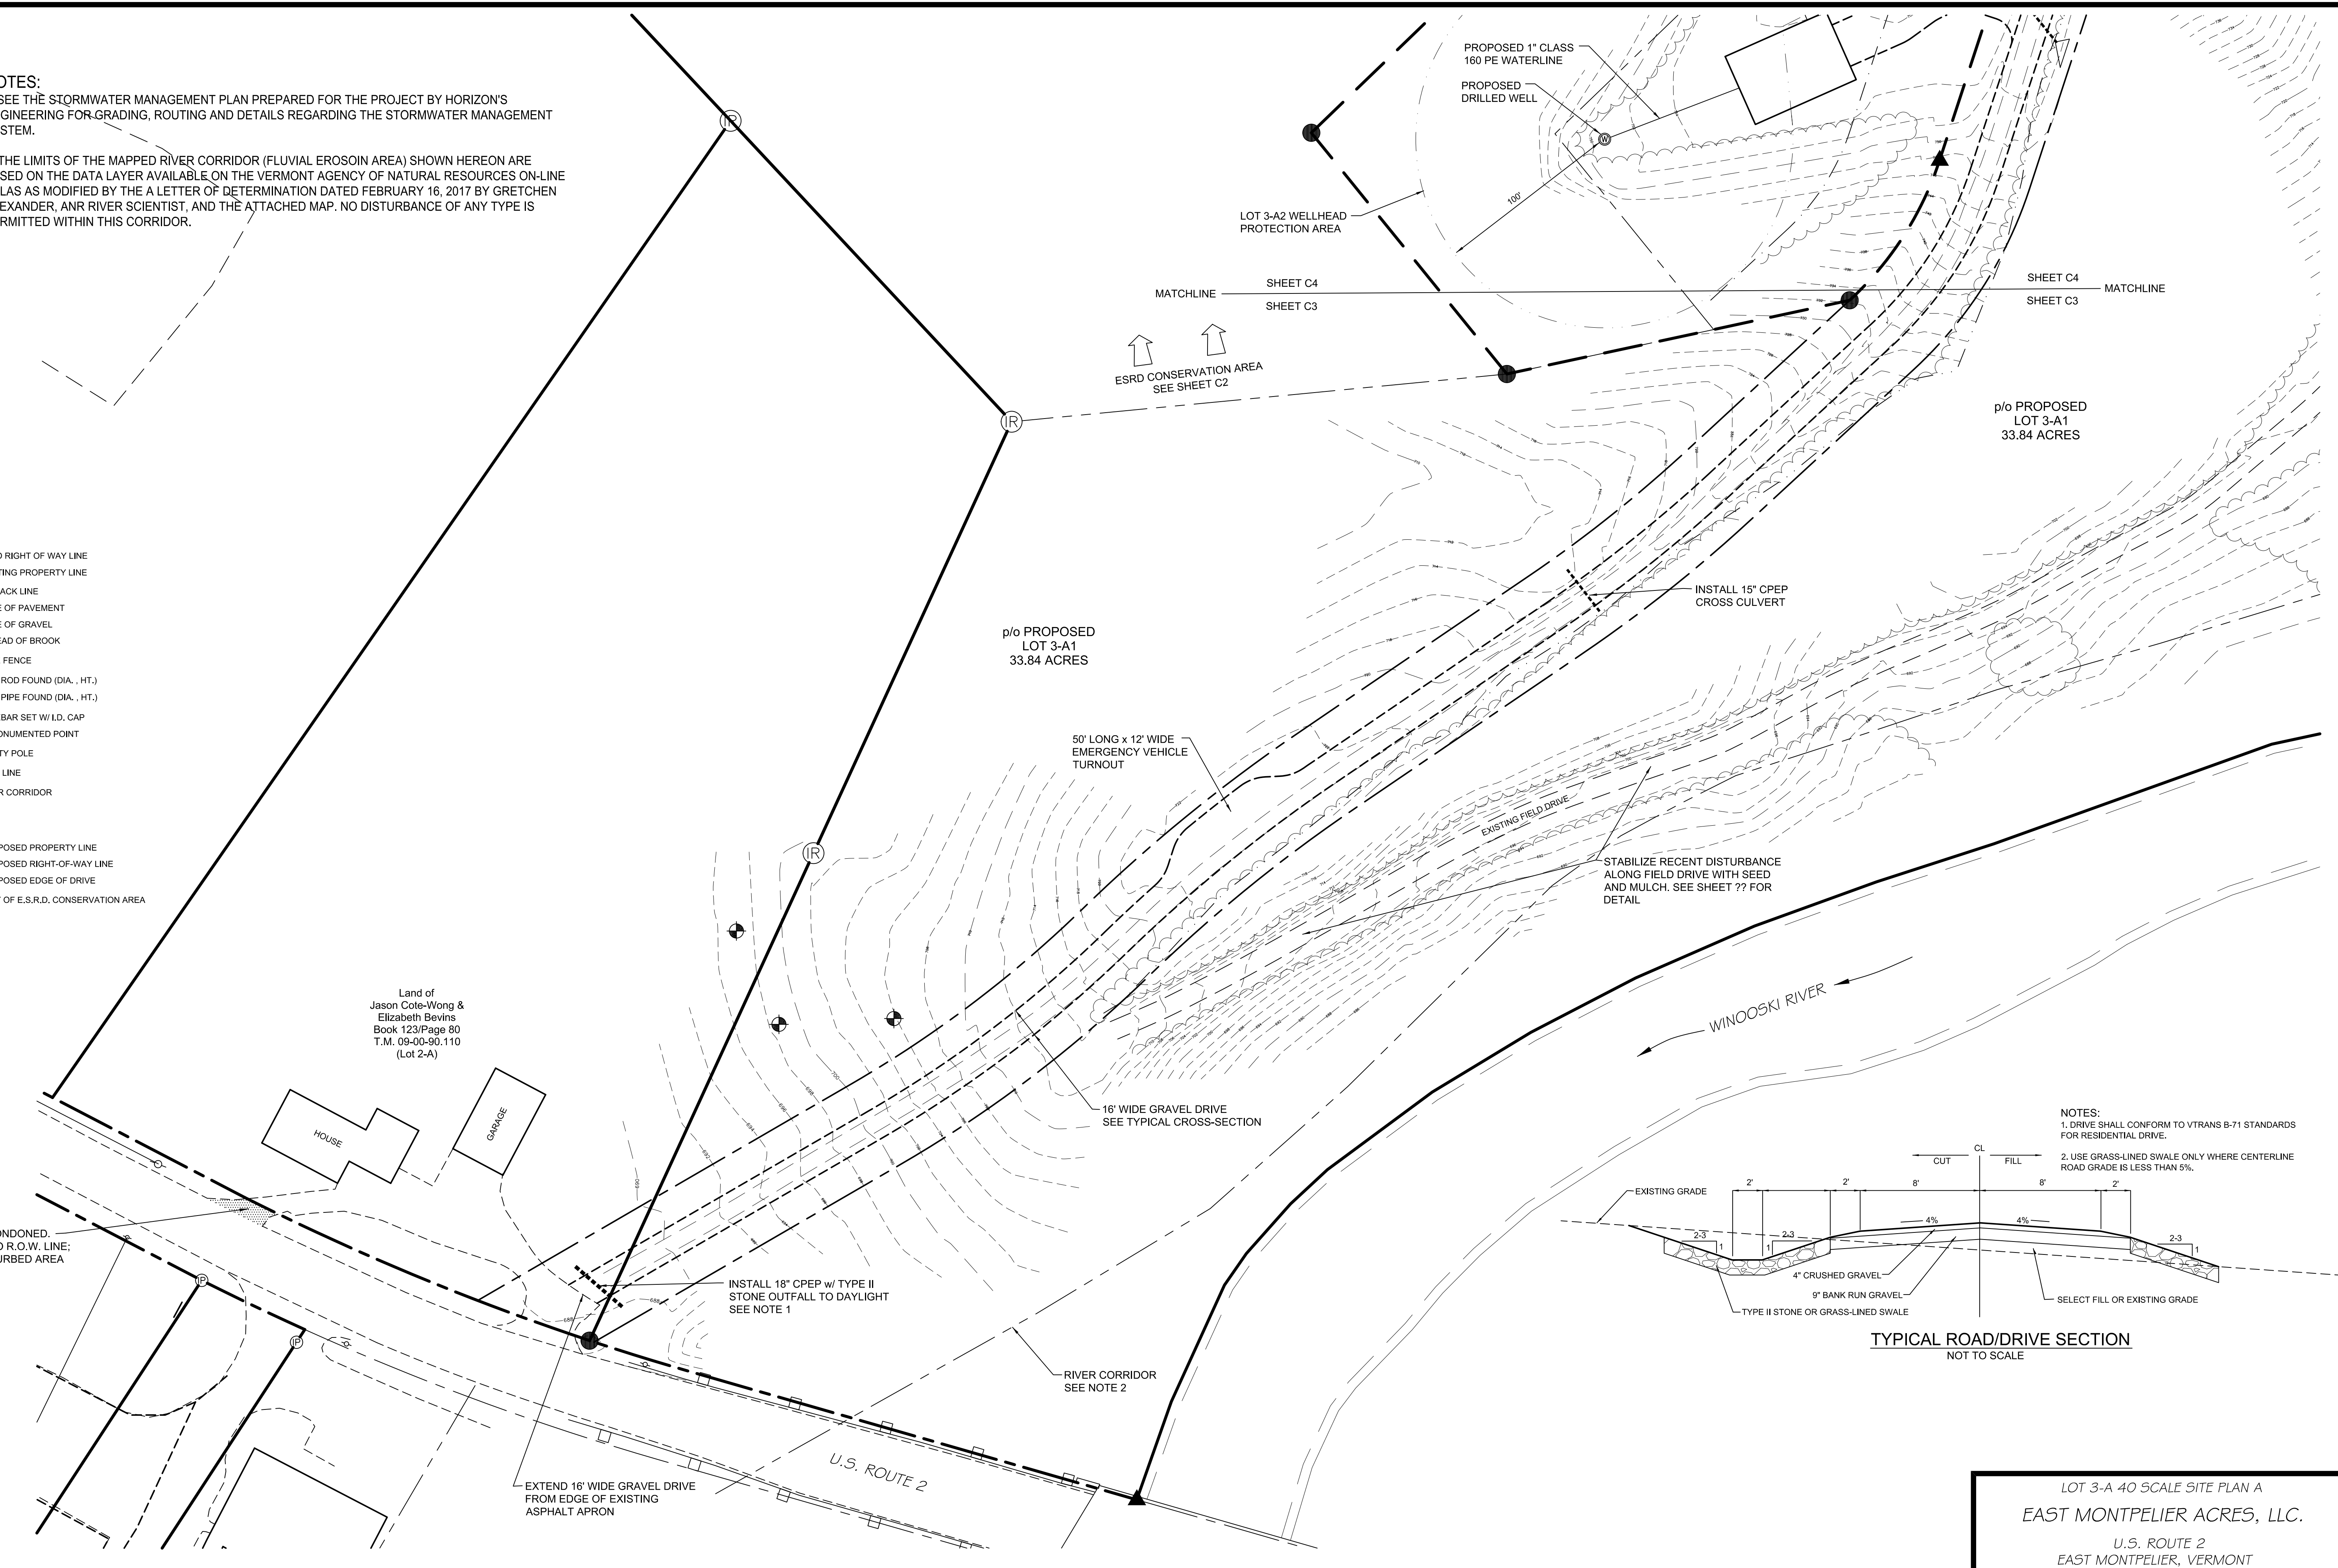 OTES:
SEE THE STORMWATER MANAGEMENT PLAN PREPARED FOR THE PROJECT BY HORIZON'S
GINEERING FOR GRADING, ROUTING AND DETAILS REGARDING THE STORMWATER MANAGEMENT
STEM.
THE LIMITS OF THE MAPPED RIVER CORRIDOR (FLUVIAL EROSOIN AREA) SHOWN HEREON ARE
SED ON THE DATA LAYER AVAILABLE ON THE VERMONT AGENCY OF NATURAL RESOURCES ON-LINE
LAS AS MODIFIED BY THE A LETTER OF DETERMINATION DATED FEBRUARY 16, 2017 BY GRETCHEN
EXANDER, ANR RIVER SCIENTIST, AND THE ATTACHED MAP. NO DISTURBANCE OF ANY TYPE IS
RMITTED WITHIN THIS CORRIDOR.
PROPOSED 1" CLASS
160 PE WATERLINE
PROPOSED
DRILLED WELL
W
100'
LOT 3-A2 WELLHEAD
PROTECTION AREA
MATCHLINE
SHEET C4
SHEET C3
SHEET C4
SHEET C3
MATCHLINE
ESRD CONSERVATION AREA
SEE SHEET C2
IP
IR
IR
p/o PROPOSED
LOT 3-A1
33.84 ACRES
D RIGHT OF WAY LINE
TING PROPERTY LINE
ACK LINE
E OF PAVEMENT
E OF GRAVEL
EAD OF BROOK
FENCE
ROD FOUND (DIA. , HT.)
PIPE FOUND (DIA. , HT.)
BAR SET W/ I.D. CAP
ONUMENTED POINT
TY POLE
LINE
R CORRIDOR
POSED PROPERTY LINE
POSED RIGHT-OF-WAY LINE
POSED EDGE OF DRIVE
T OF E.S.R.D. CONSERVATION AREA
INSTALL 15" CPEP
CROSS CULVERT
p/o PROPOSED
LOT 3-A1
33.84 ACRES
50' LONG x 12' WIDE
EMERGENCY VEHICLE
TURNOUT
EXISTING FIELD DRIVE
STABILIZE RECENT DISTURBANCE
ALONG FIELD DRIVE WITH SEED
AND MULCH. SEE SHEET ?? FOR
DETAIL
WINOOSKI RIVER
Land of
Jason Cote-Wong &
Elizabeth Bevins
Book 123/Page 80
T.M. 09-00-90.110
(Lot 2-A)
HOUSE
GARAGE
700
698
696
694
692
690
688
688
16' WIDE GRAVEL DRIVE
SEE TYPICAL CROSS-SECTION
ONDONED.
O R.O.W. LINE;
URBED AREA
IP
IP
INSTALL 18" CPEP w/ TYPE II
STONE OUTFALL TO DAYLIGHT
SEE NOTE 1
RIVER CORRIDOR
SEE NOTE 2
EXTEND 16' WIDE GRAVEL DRIVE
FROM EDGE OF EXISTING
ASPHALT APRON
U.S. ROUTE 2
NOTES:
1. DRIVE SHALL CONFORM TO VTRANS B-71 STANDARDS
FOR RESIDENTIAL DRIVE.
2. USE GRASS-LINED SWALE ONLY WHERE CENTERLINE
ROAD GRADE IS LESS THAN 5%.
CL
CUT
FILL
EXISTING GRADE
2'
2'
8'
8'
2'
4%
4%
2-3
1
2-3
1
2-3
1
4" CRUSHED GRAVEL
9" BANK RUN GRAVEL
TYPE II STONE OR GRASS-LINED SWALE
SELECT FILL OR EXISTING GRADE
TYPICAL ROAD/DRIVE SECTION
NOT TO SCALE
LOT 3-A 40 SCALE SITE PLAN A
EAST MONTPELIER ACRES, LLC.
U.S. ROUTE 2
EAST MONTPELIER, VERMONT